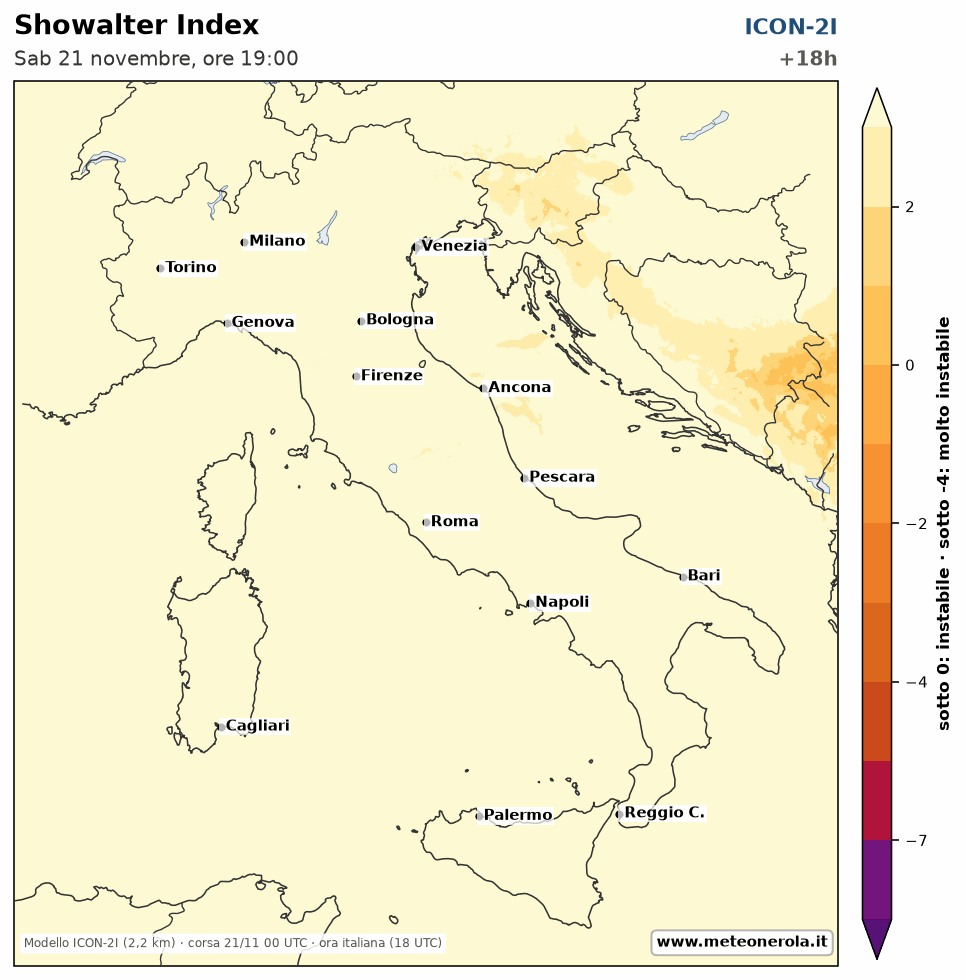 Showalter Index
ICON-2I
Sab 21 novembre, ore 19:00
+18h
Milano
Venezia
Torino
Genova
Bologna
Firenze
Ancona
Pescara
Roma
Bari
Napoli
Cagliari
Palermo
Reggio C.
2
0
−2
−4
−7
sotto 0: instabile · sotto -4: molto instabile
Modello ICON-2I (2,2 km) · corsa 21/11 00 UTC · ora italiana (18 UTC)
www.meteonerola.it